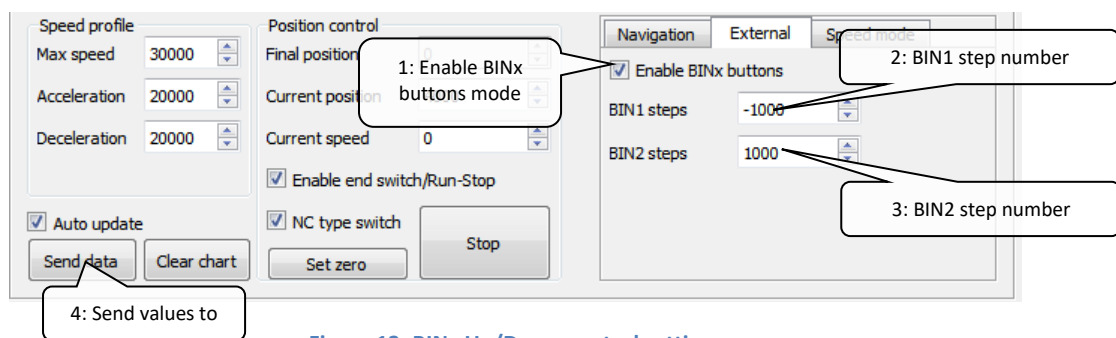 Speed profile
Max speed 30000
Acceleration 20000
Deceleration 20000
Auto update
Send data Clear chart
4: Send values to
Position control
Final position
1: Enable BINx
buttons mode
Current position
Current speed 0
Enable end switch/Run-Stop
NC type switch
Set zero
Stop
Navigation External Speed mode
Enable BINx buttons
2: BIN1 step number
BIN1 steps -1000
BIN2 steps 1000
3: BIN2 step number